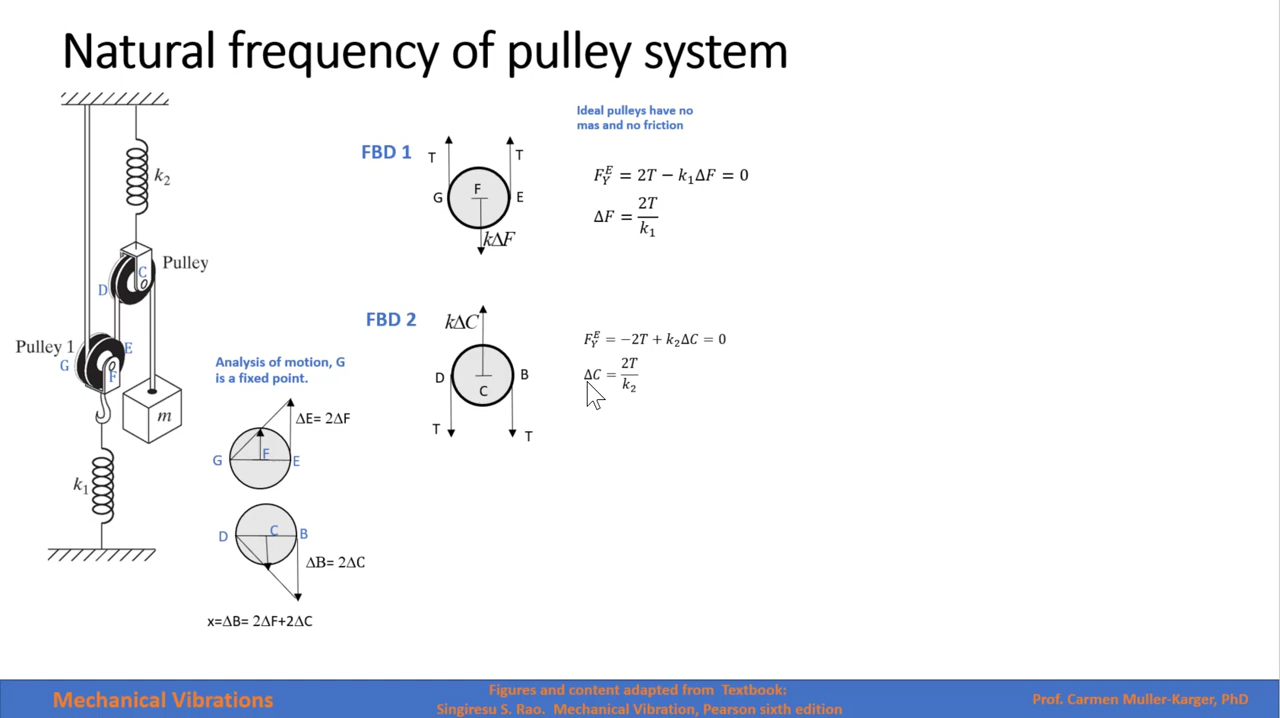 Natural frequency of pulley system
k₂
Pulley
C
D
Pulley 1
E
G
F
m
k₁
Analysis of motion, G
is a fixed point.
ΔE= 2ΔF
G
F
E
D
C
B
ΔB= 2ΔC
x=ΔB= 2ΔF+2ΔC
FBD 1
T
T
G
F
E
kΔF
FBD 2
kΔC
D
B
C
T
T
Ideal pulleys have no
mas and no friction
F_Y^E = 2T − k₁ΔF = 0
ΔF = 2T/k₁
F_Y^E = −2T + k₂ΔC = 0
ΔC = 2T/k₂
Mechanical Vibrations
Figures and content adapted from Textbook:
Singiresu S. Rao. Mechanical Vibration, Pearson sixth edition
Prof. Carmen Muller-Karger, PhD